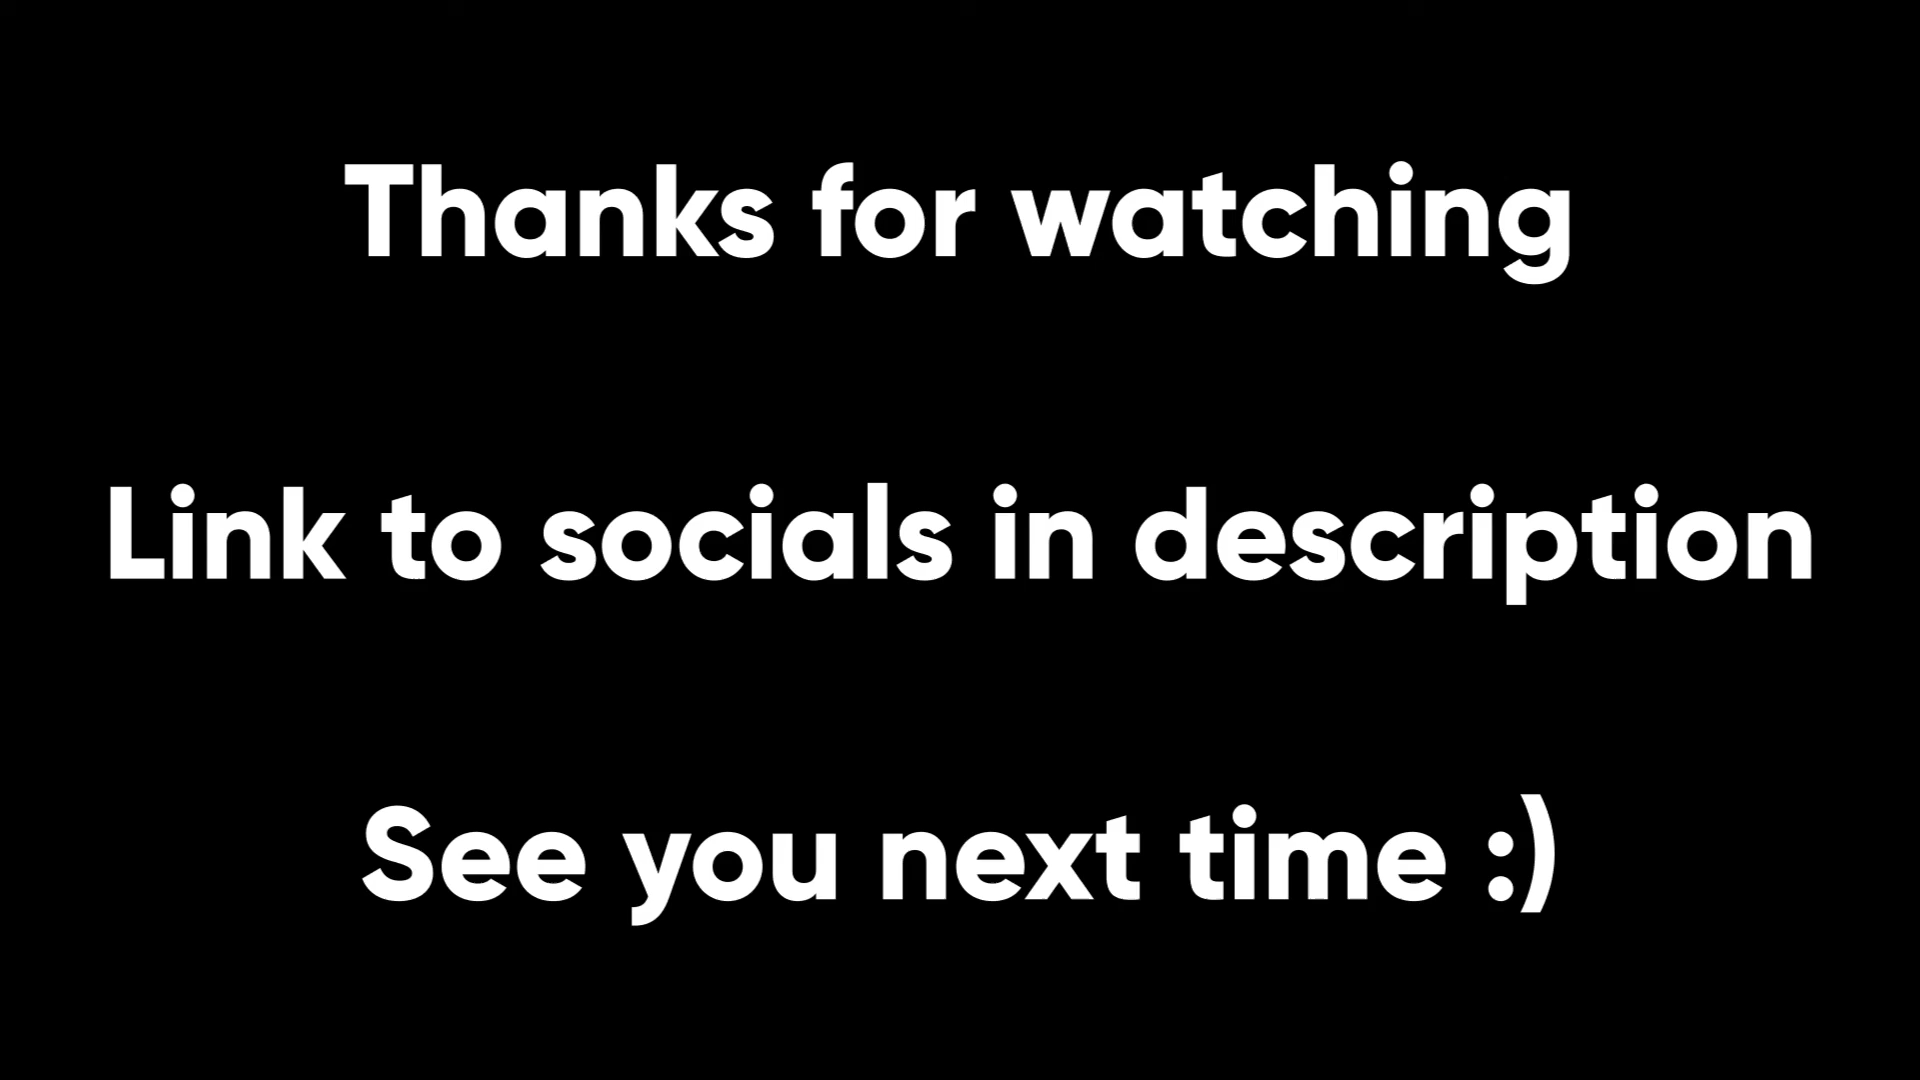 Thanks for watching
Link to socials in description
See you next time :)